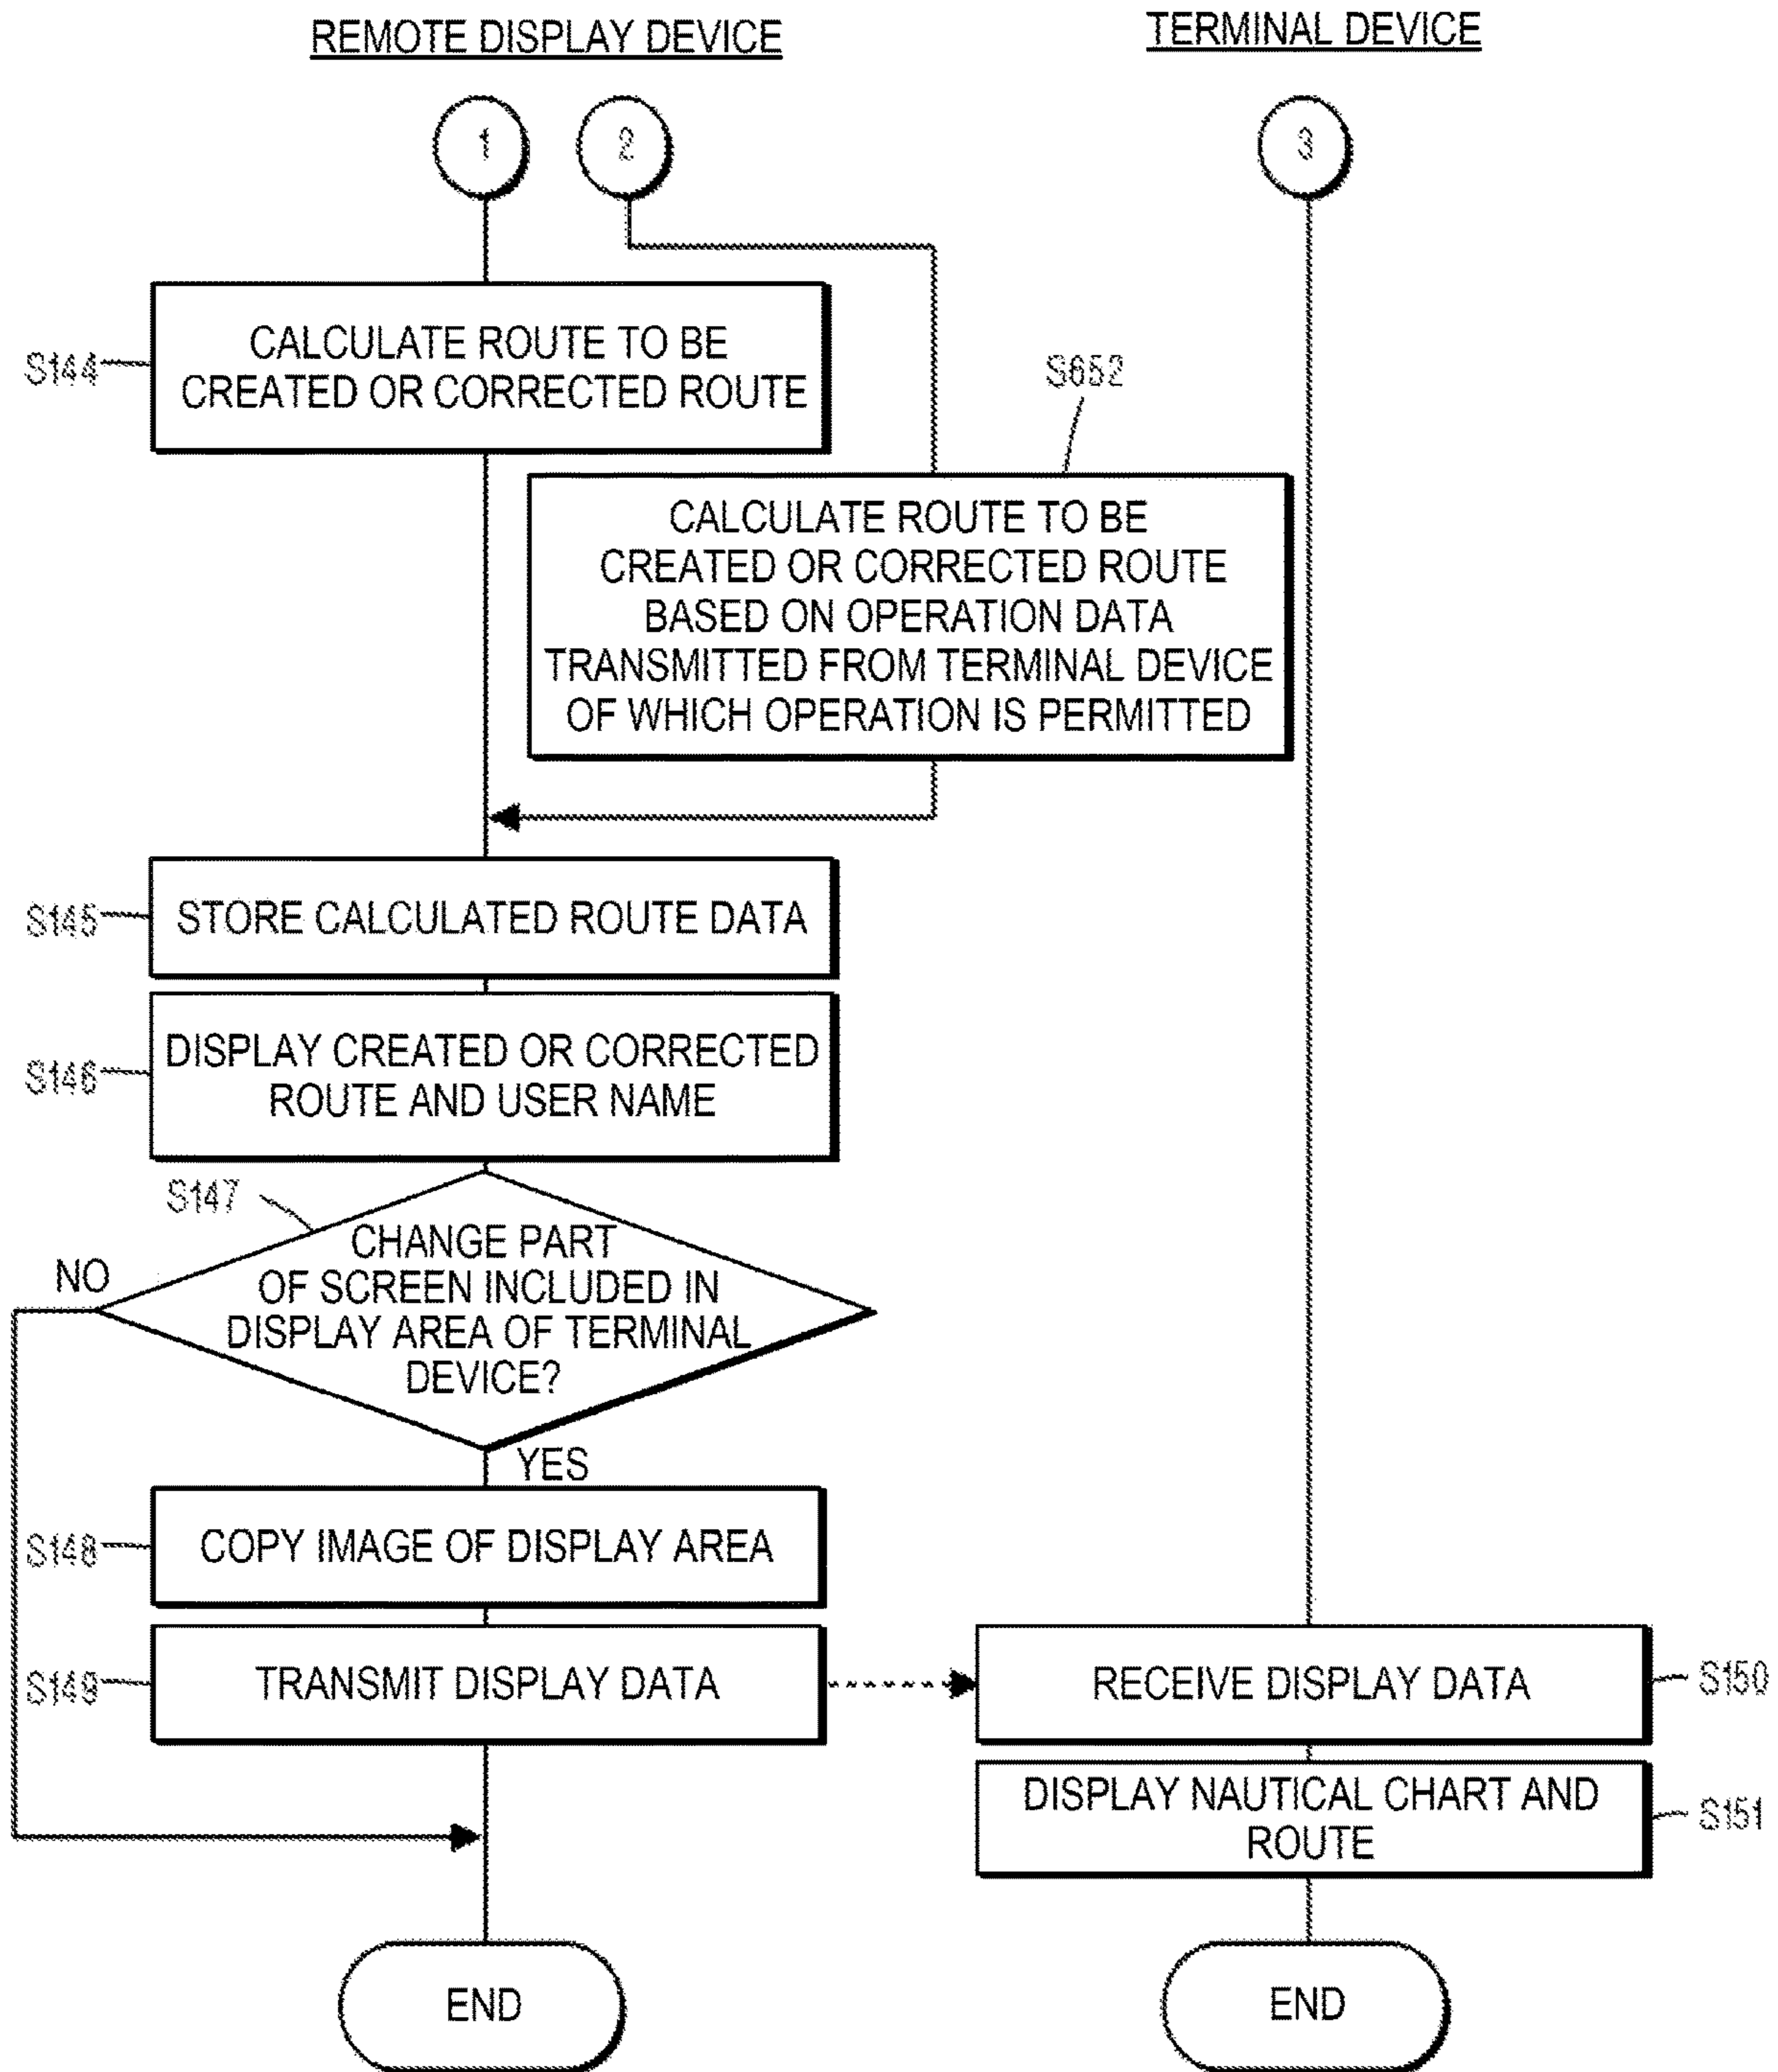 REMOTE DISPLAY DEVICE
TERMINAL DEVICE
1
2
3
S144
CALCULATE ROUTE TO BE
CREATED OR CORRECTED ROUTE
S652
CALCULATE ROUTE TO BE
CREATED OR CORRECTED ROUTE
BASED ON OPERATION DATA
TRANSMITTED FROM TERMINAL DEVICE
OF WHICH OPERATION IS PERMITTED
S145
STORE CALCULATED ROUTE DATA
S146
DISPLAY CREATED OR CORRECTED
ROUTE AND USER NAME
S147
NO
CHANGE PART
OF SCREEN INCLUDED IN
DISPLAY AREA OF TERMINAL
DEVICE?
YES
S148
COPY IMAGE OF DISPLAY AREA
S149
TRANSMIT DISPLAY DATA
RECEIVE DISPLAY DATA
S150
DISPLAY NAUTICAL CHART AND
ROUTE
S151
END
END